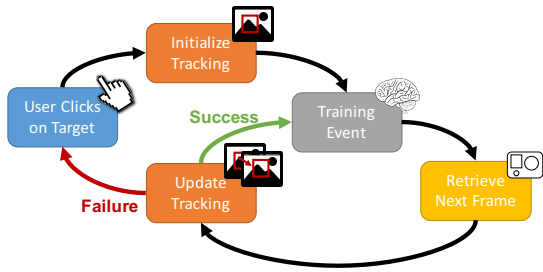 Initialize
Tracking
User Clicks
on Target
Success
Training
Event
Update
Tracking
Failure
Retrieve
Next Frame